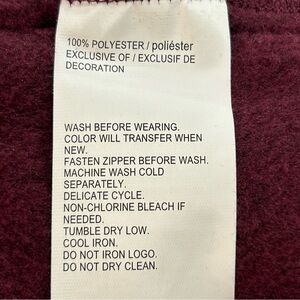 100% POLYESTER / poliéster
EXCLUSIVE OF / EXCLUSIF DE
DECORATION
WASH BEFORE WEARING.
COLOR WILL TRANSFER WHEN
NEW.
FASTEN ZIPPER BEFORE WASH.
MACHINE WASH COLD
SEPARATELY.
DELICATE CYCLE.
NON-CHLORINE BLEACH IF
NEEDED.
TUMBLE DRY LOW.
COOL IRON.
DO NOT IRON LOGO.
DO NOT DRY CLEAN.